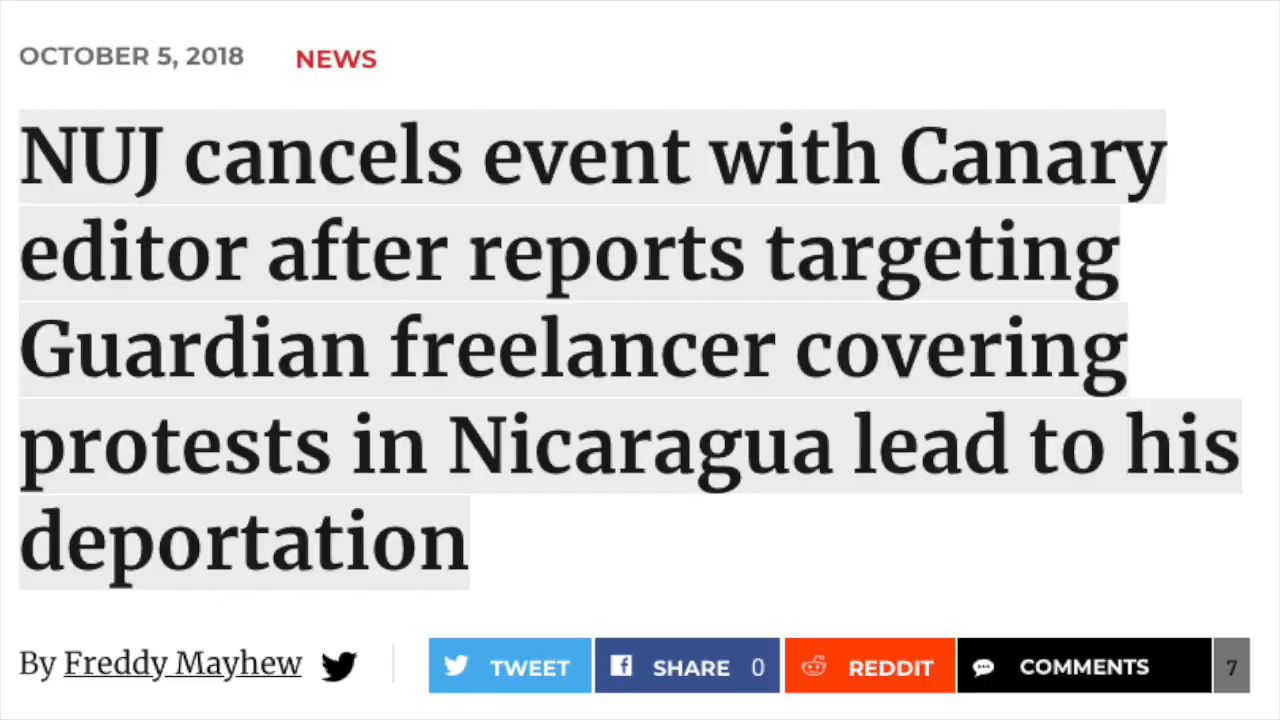 OCTOBER 5, 2018 NEWS
NUJ cancels event with Canary
editor after reports targeting
Guardian freelancer covering
protests in Nicaragua lead to his
deportation
By Freddy Mayhew TWEET SHARE 0 REDDIT COMMENTS 7